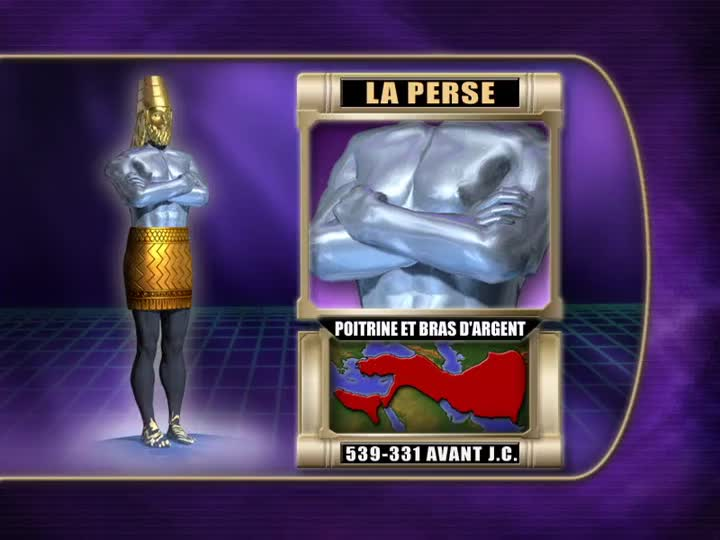 LA PERSE
POITRINE ET BRAS D'ARGENT
539-331 AVANT J.C.